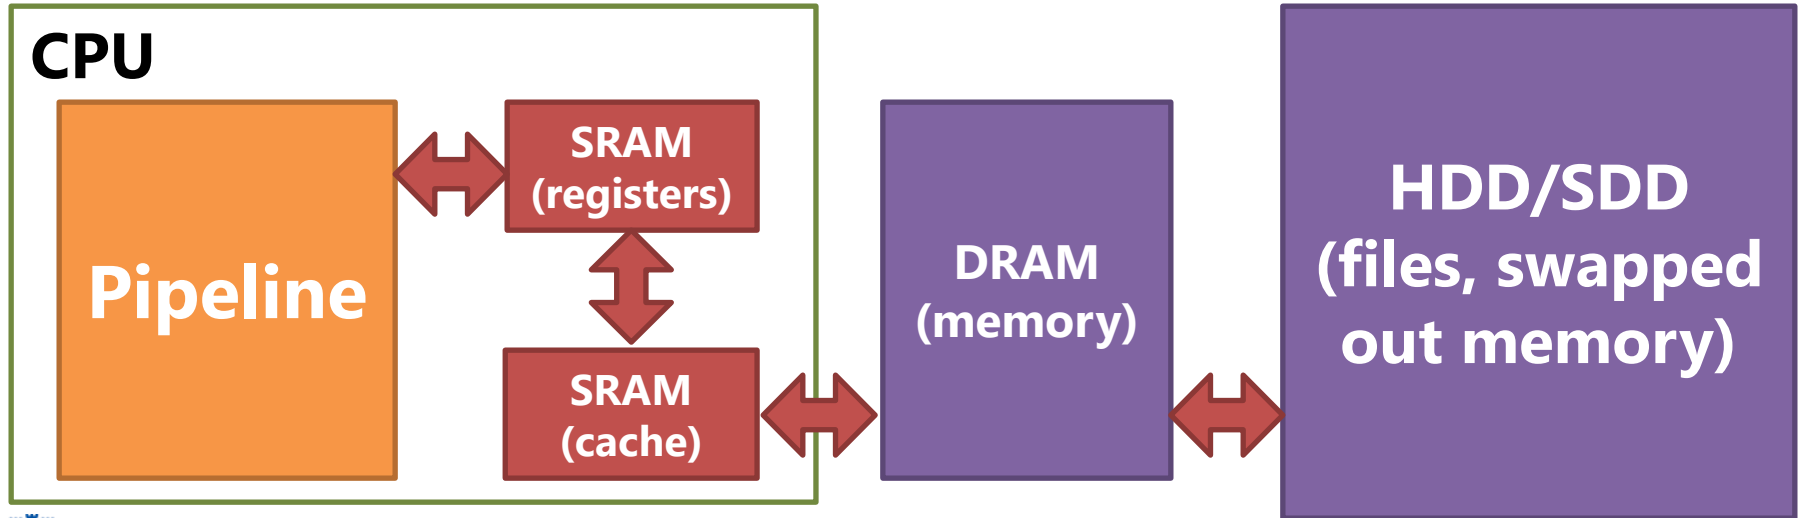 CPU
Pipeline
SRAM
(registers)
SRAM
(cache)
DRAM
(memory)
HDD/SDD
(files, swapped
out memory)